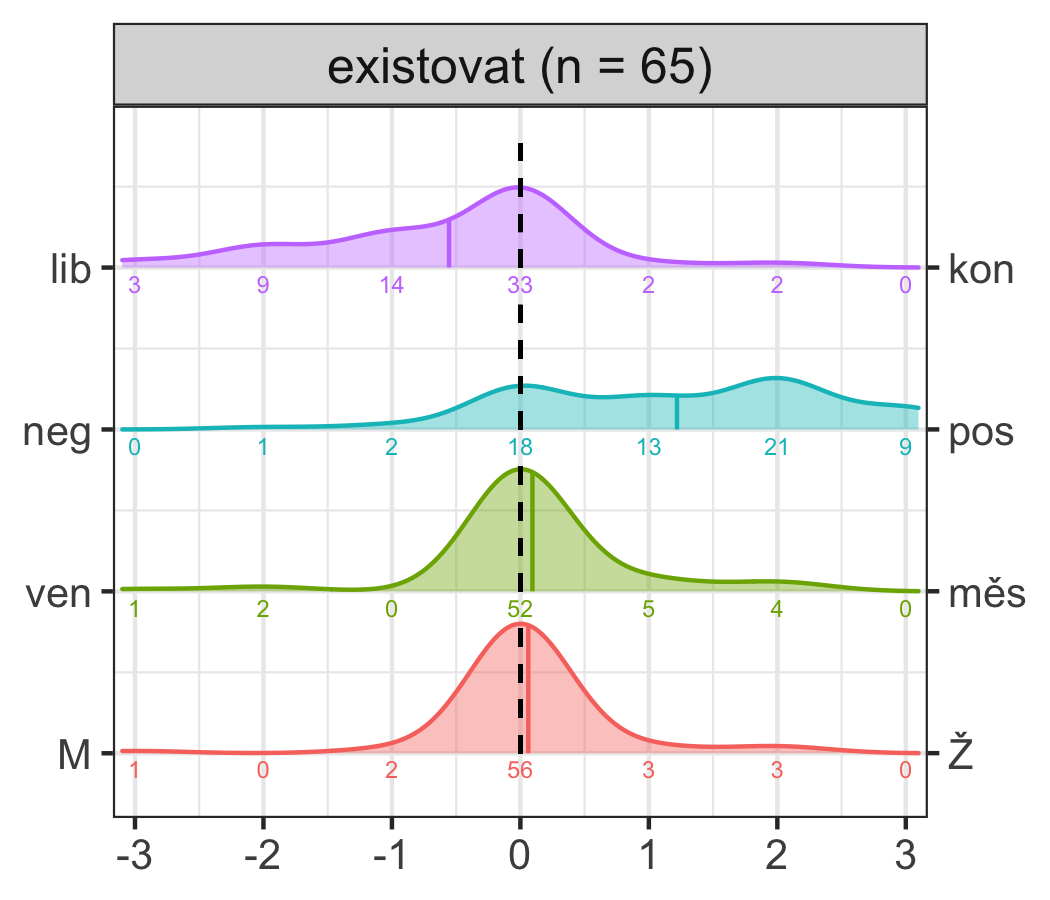 existovat (n = 65)
lib kon
3 9 14 33 2 2 0
neg pos
0 1 2 18 13 21 9
ven měs
1 2 0 52 5 4 0
M Ž
1 0 2 56 3 3 0
-3 -2 -1 0 1 2 3